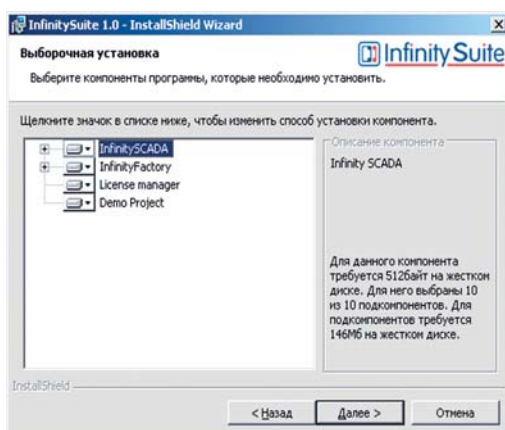 InfinitySuite 1.0 - InstallShield Wizard
Выборочная установка
Infinity Suite
Выберите компоненты программы, которые необходимо установить.
Щелкните значок в списке ниже, чтобы изменить способ установки компонента.
InfinitySCADA
InfinityFactory
License manager
Demo Project
Описание компонента
Infinity SCADA
Для данного компонента
требуется 512байт на жестком
диске. Для него выбраны 10
из 10 подкомпонентов. Для
подкомпонентов требуется
146Мб на жестком диске.
InstallShield
< Назад
Далее >
Отмена